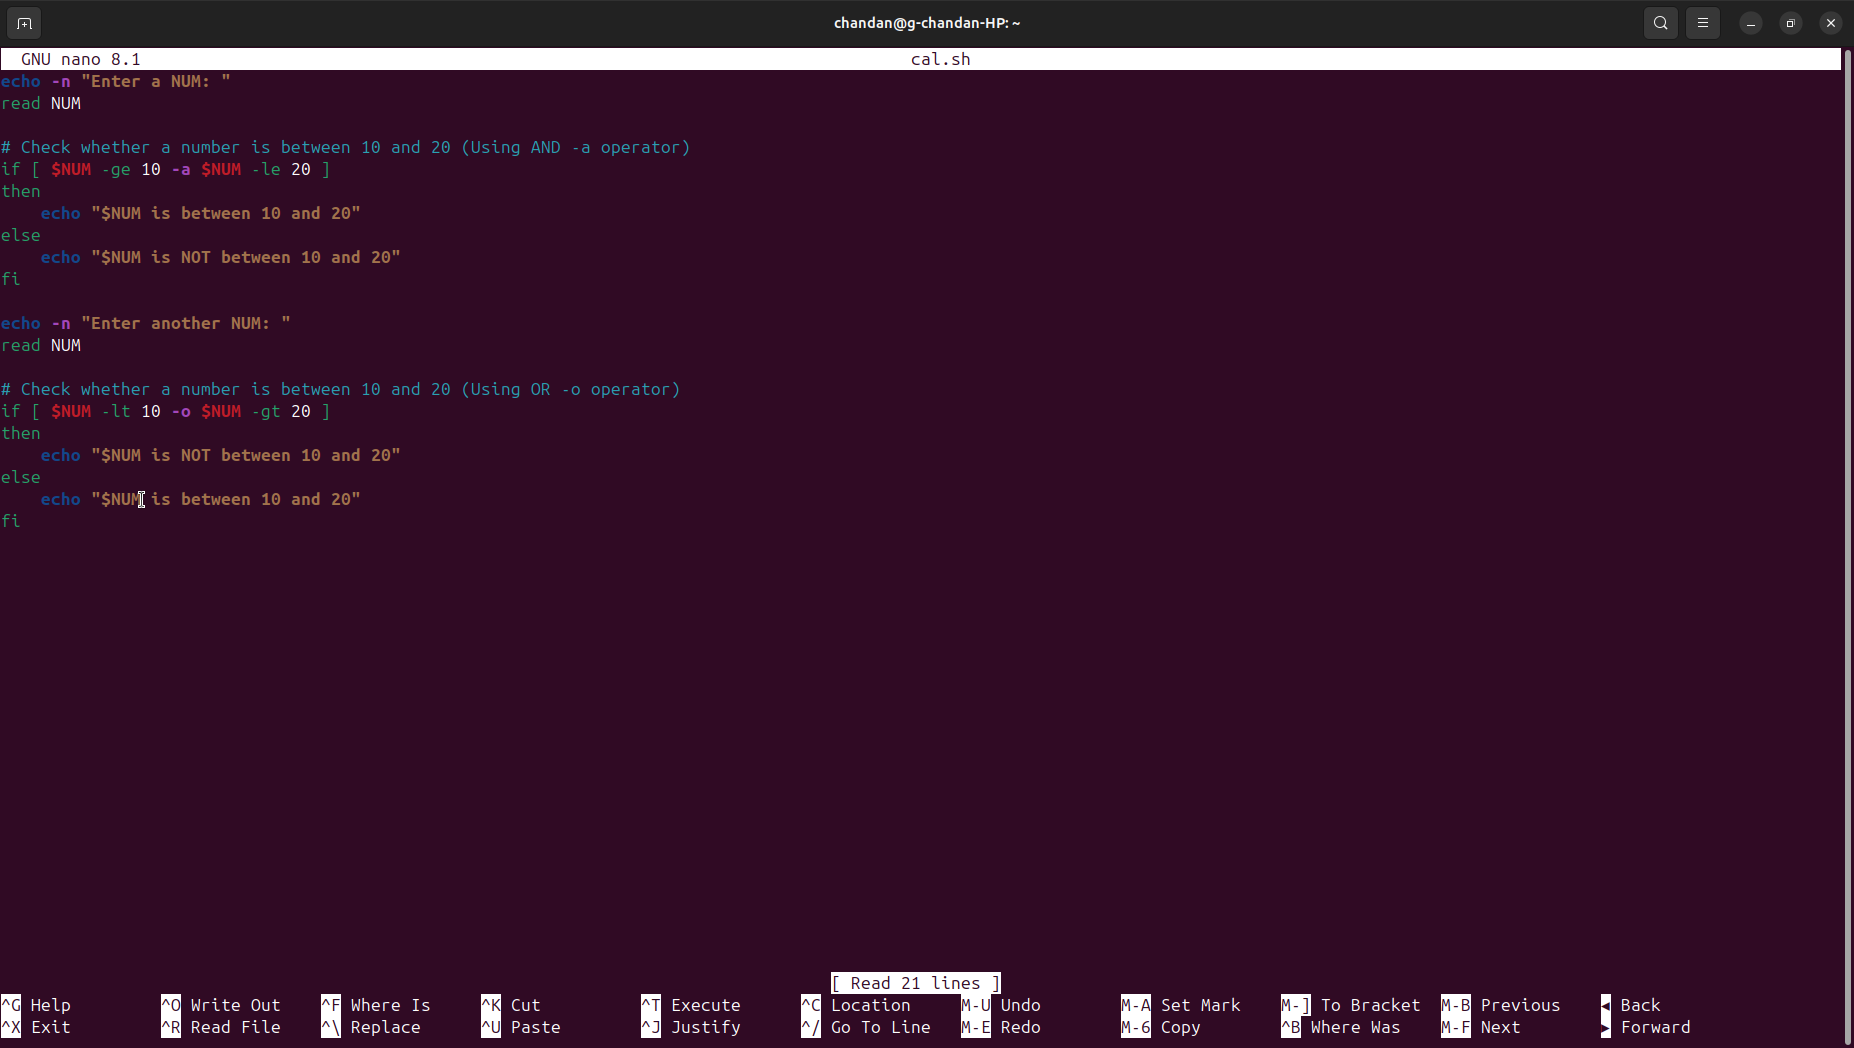 chandan@g-chandan-HP: ~
GNU nano 8.1 cal.sh
echo -n "Enter a NUM: "
read NUM
# Check whether a number is between 10 and 20 (Using AND -a operator)
if [ $NUM -ge 10 -a $NUM -le 20 ]
then
    echo "$NUM is between 10 and 20"
else
    echo "$NUM is NOT between 10 and 20"
fi
echo -n "Enter another NUM: "
read NUM
# Check whether a number is between 10 and 20 (Using OR -o operator)
if [ $NUM -lt 10 -o $NUM -gt 20 ]
then
    echo "$NUM is NOT between 10 and 20"
else
    echo "$NUM is between 10 and 20"
fi
[ Read 21 lines ]
^G Help ^O Write Out ^F Where Is ^K Cut ^T Execute ^C Location M-U Undo M-A Set Mark M-] To Bracket M-B Previous ◂ Back
^X Exit ^R Read File ^\ Replace ^U Paste ^J Justify ^/ Go To Line M-E Redo M-6 Copy ^B Where Was M-F Next ▸ Forward